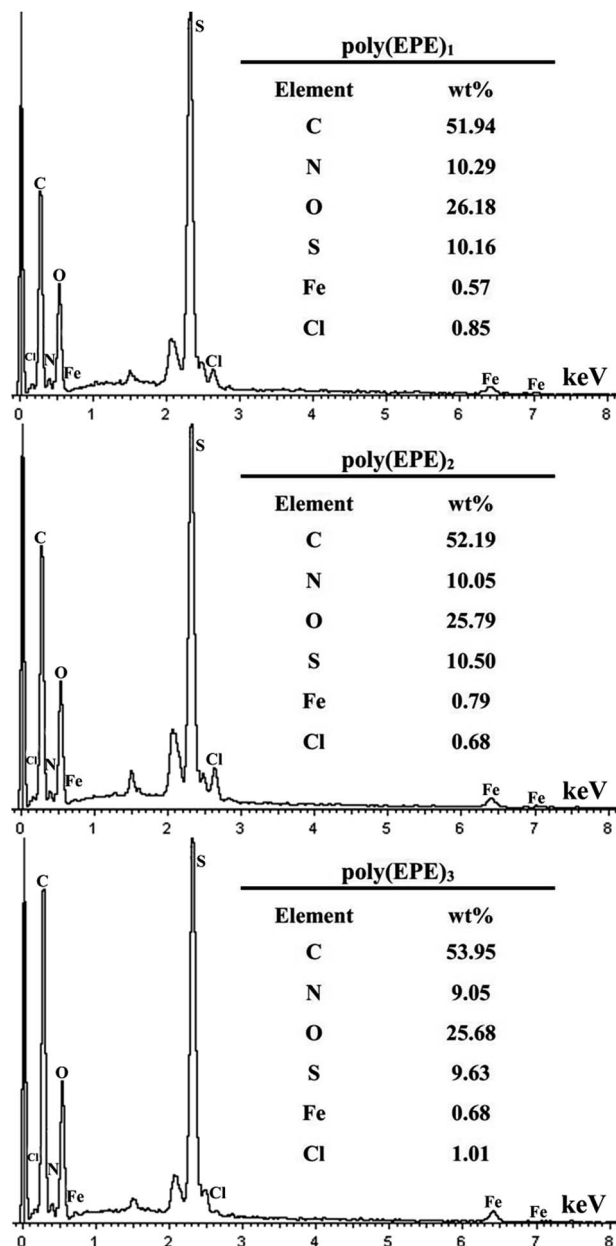 S
poly(EPE)₁
Element wt%
C 51.94
N 10.29
O 26.18
S 10.16
Fe 0.57
Cl 0.85
C
O
Cl
N
Fe
Cl
Fe
Fe
keV
0 1 2 3 4 5 6 7 8
S
poly(EPE)₂
Element wt%
C 52.19
N 10.05
O 25.79
S 10.50
Fe 0.79
Cl 0.68
C
O
Cl
N
Fe
Cl
Fe
Fe
keV
0 1 2 3 4 5 6 7 8
S
poly(EPE)₃
Element wt%
C 53.95
N 9.05
O 25.68
S 9.63
Fe 0.68
Cl 1.01
C
O
Cl
N
Fe
Cl
Fe
Fe
keV
0 1 2 3 4 5 6 7 8